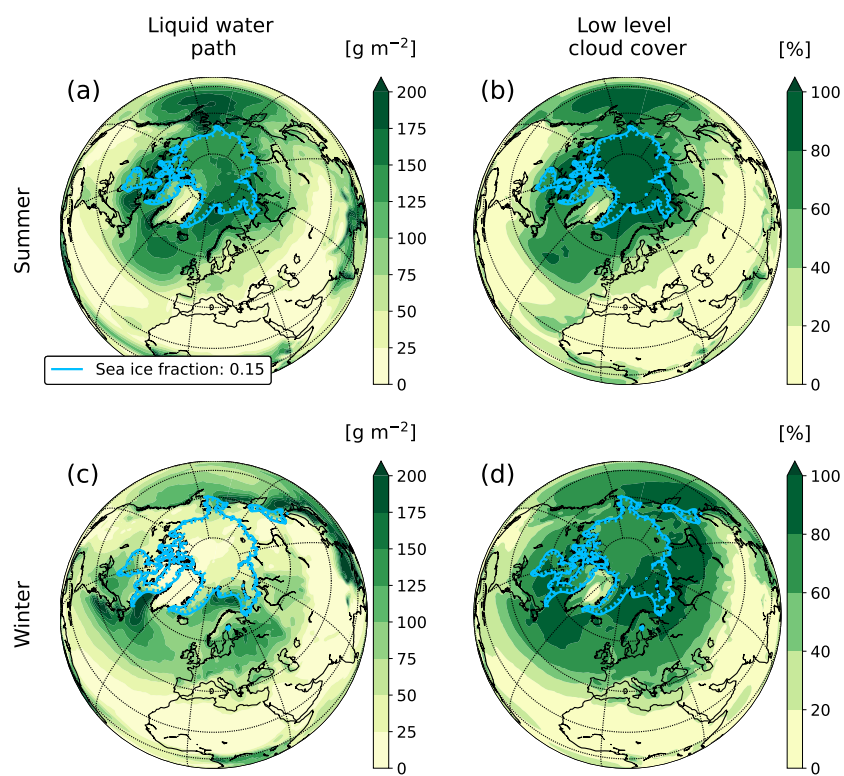 Liquid water
path
[g m⁻²]
Low level
cloud cover
[%]
(a)
200
175
150
125
100
75
50
25
0
(b)
100
80
60
40
20
0
Summer
Sea ice fraction: 0.15
[g m⁻²]
[%]
(c)
200
175
150
125
100
75
50
25
0
(d)
100
80
60
40
20
0
Winter